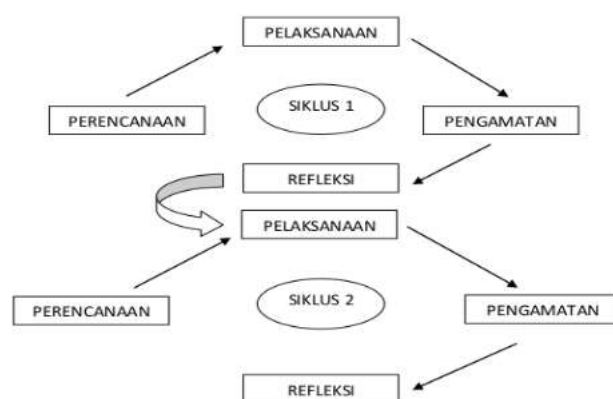 PELAKSANAAN
SIKLUS 1
PERENCANAAN
PENGAMATAN
REFLEKSI
PELAKSANAAN
SIKLUS 2
PERENCANAAN
PENGAMATAN
REFLEKSI